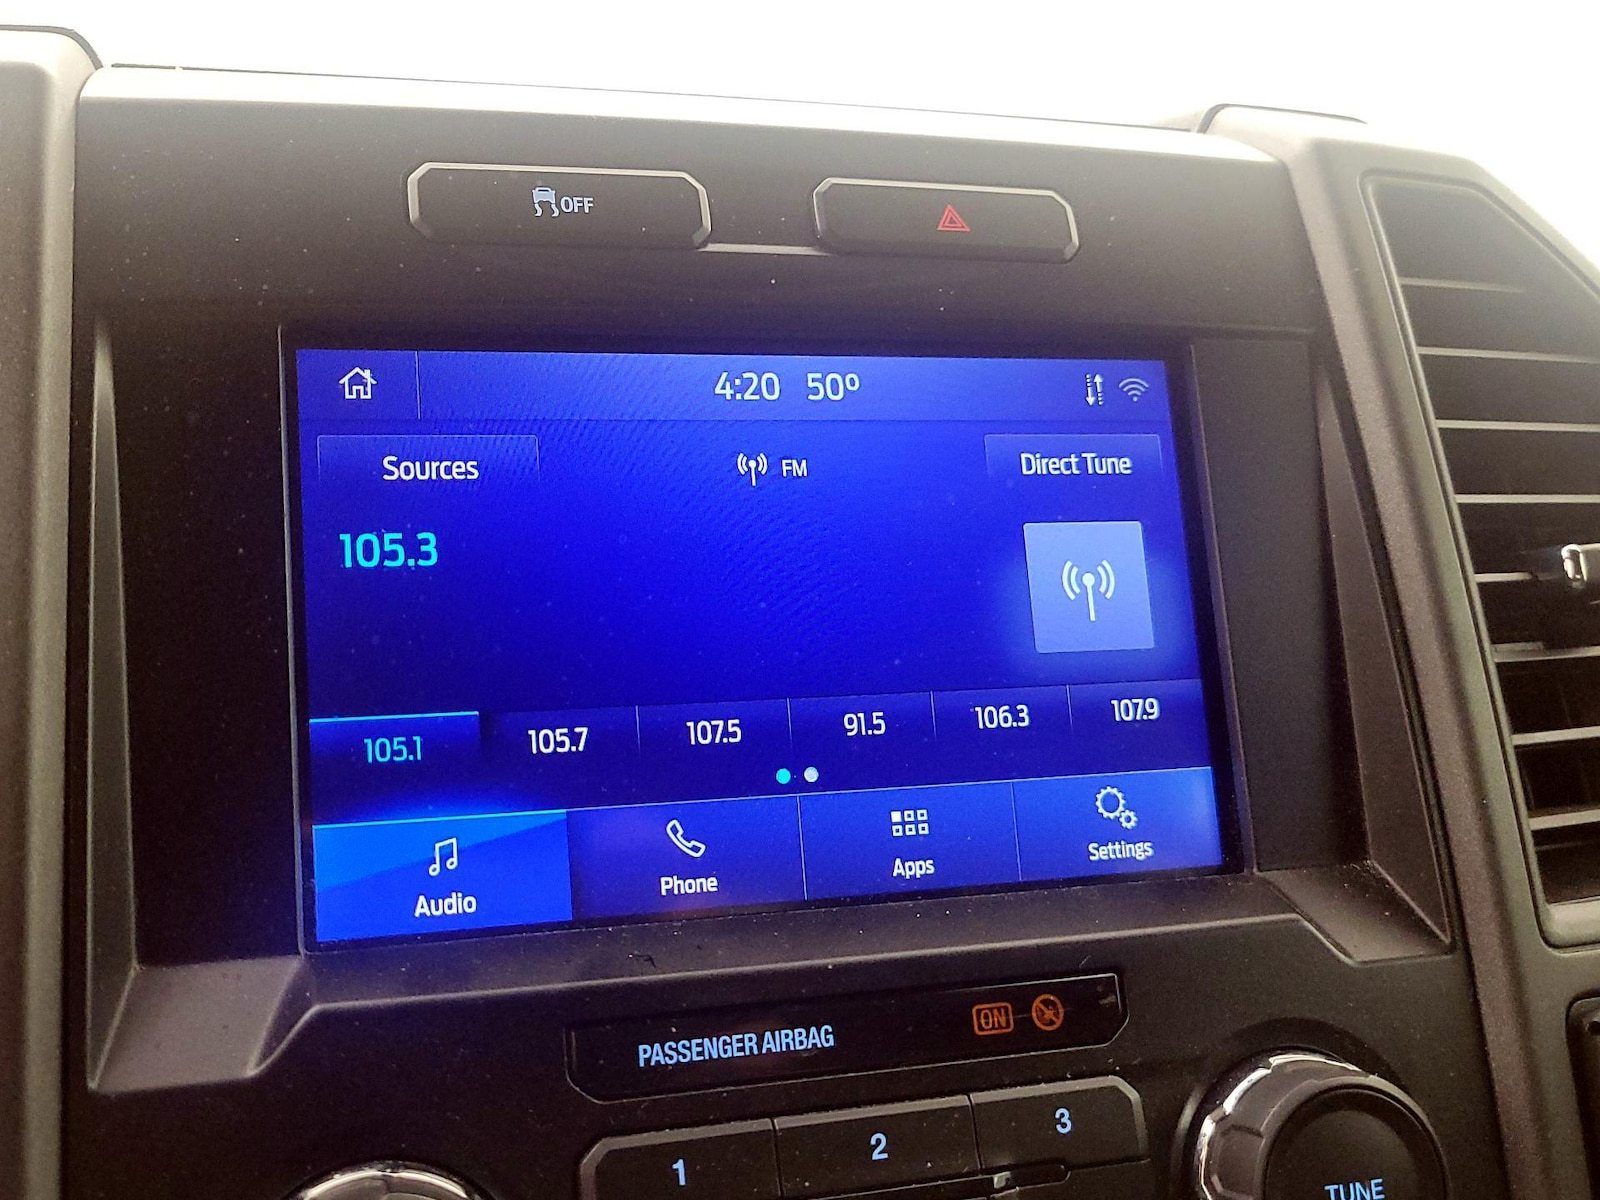 OFF
4:20 50º
Sources FM Direct Tune
105.3
105.1 105.7 107.5 91.5 106.3 107.9
Audio Phone Apps Settings
PASSENGER AIRBAG ON
1 2 3
TUNE